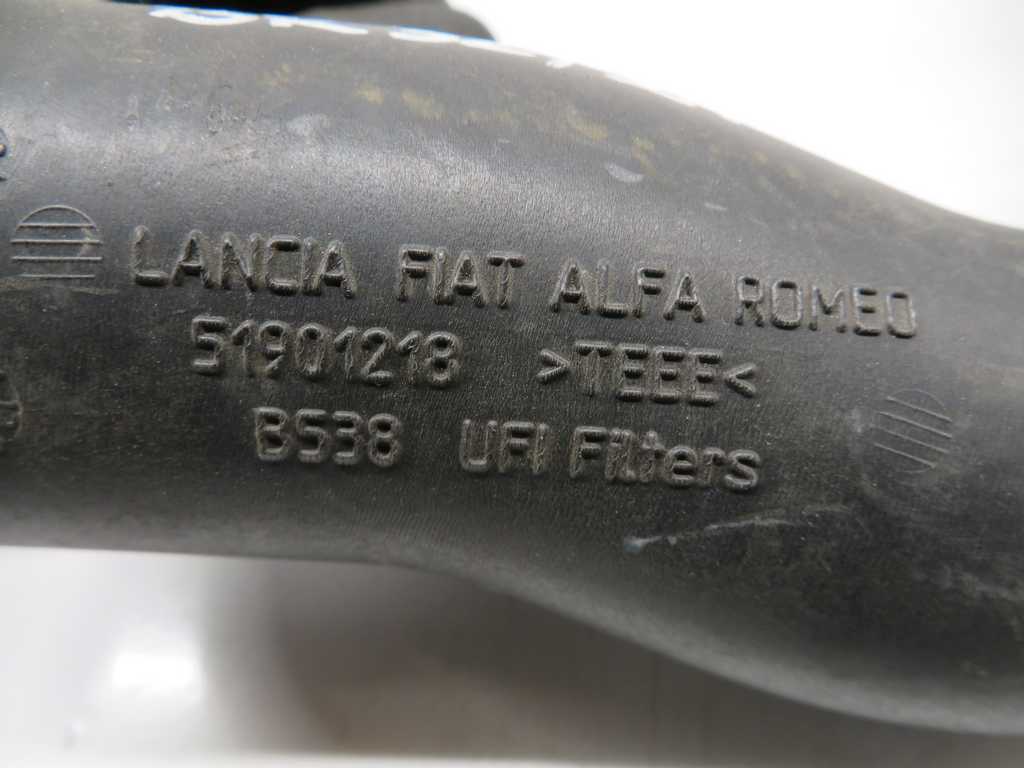 LANCIA FIAT ALFA ROMEO
51901218 >TEEE<
B538 UFI Filters